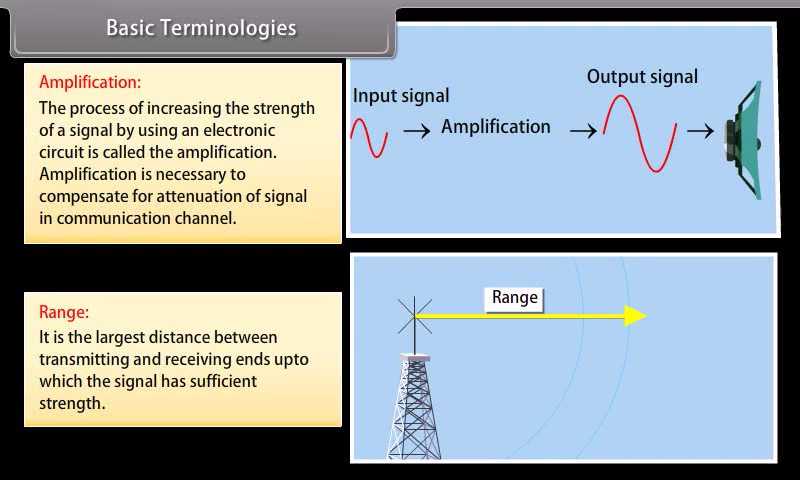 Basic Terminologies
Amplification:
The process of increasing the strength
of a signal by using an electronic
circuit is called the amplification.
Amplification is necessary to
compensate for attenuation of signal
in communication channel.
Input signal
Amplification
Output signal
Range:
It is the largest distance between
transmitting and receiving ends upto
which the signal has sufficient
strength.
Range